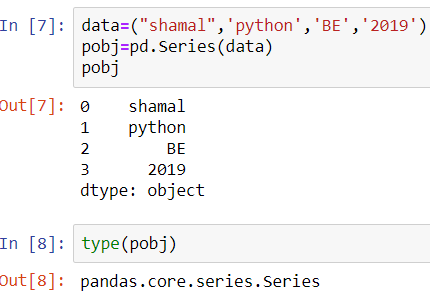 In [7]: data=("shamal",'python','BE','2019')
pobj=pd.Series(data)
pobj
Out[7]: 0    shamal
1    python
2        BE
3      2019
dtype: object
In [8]: type(pobj)
Out[8]: pandas.core.series.Series